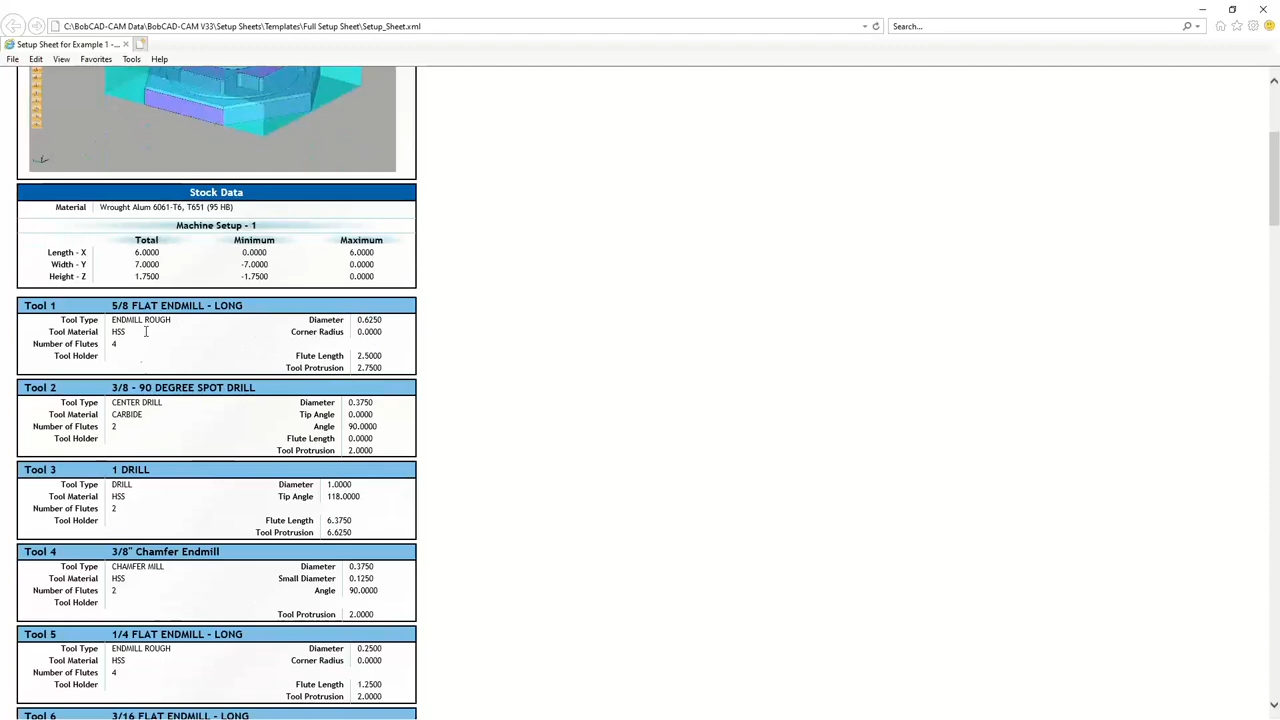 C:\BobCAD-CAM Data\BobCAD-CAM V33\Setup Sheets\Templates\Full Setup Sheet\Setup_Sheet.xml
Search...
Setup Sheet for Example 1 -...
File Edit View Favorites Tools Help
Stock Data
Material Wrought Alum 6061-T6, T651 (95 HB)
Machine Setup - 1
Total Minimum Maximum
Length - X 6.0000 0.0000 6.0000
Width - Y 7.0000 -7.0000 0.0000
Height - Z 1.7500 -1.7500 0.0000
Tool 1 5/8 FLAT ENDMILL - LONG
Tool Type ENDMILL ROUGH Diameter 0.6250
Tool Material HSS Corner Radius 0.0000
Number of Flutes 4
Tool Holder Flute Length 2.5000
Tool Protrusion 2.7500
Tool 2 3/8 - 90 DEGREE SPOT DRILL
Tool Type CENTER DRILL Diameter 0.3750
Tool Material CARBIDE Tip Angle 0.0000
Number of Flutes 2 Angle 90.0000
Tool Holder Flute Length 0.0000
Tool Protrusion 2.0000
Tool 3 1 DRILL
Tool Type DRILL Diameter 1.0000
Tool Material HSS Tip Angle 118.0000
Number of Flutes 2
Tool Holder Flute Length 6.3750
Tool Protrusion 6.6250
Tool 4 3/8" Chamfer Endmill
Tool Type CHAMFER MILL Diameter 0.3750
Tool Material HSS Small Diameter 0.1250
Number of Flutes 2 Angle 90.0000
Tool Holder
Tool Protrusion 2.0000
Tool 5 1/4 FLAT ENDMILL - LONG
Tool Type ENDMILL ROUGH Diameter 0.2500
Tool Material HSS Corner Radius 0.0000
Number of Flutes 4
Tool Holder Flute Length 1.2500
Tool Protrusion 2.0000
Tool 6 3/16 FLAT ENDMILL - LONG